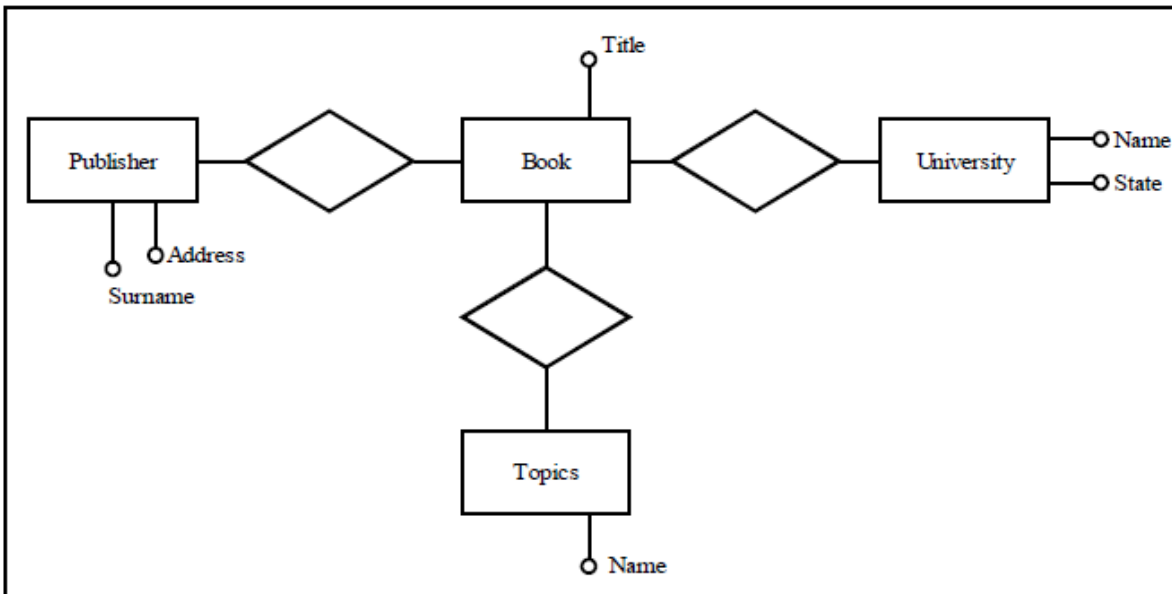 Title
Publisher
Book
University
Name
State
Address
Surname
Topics
Name